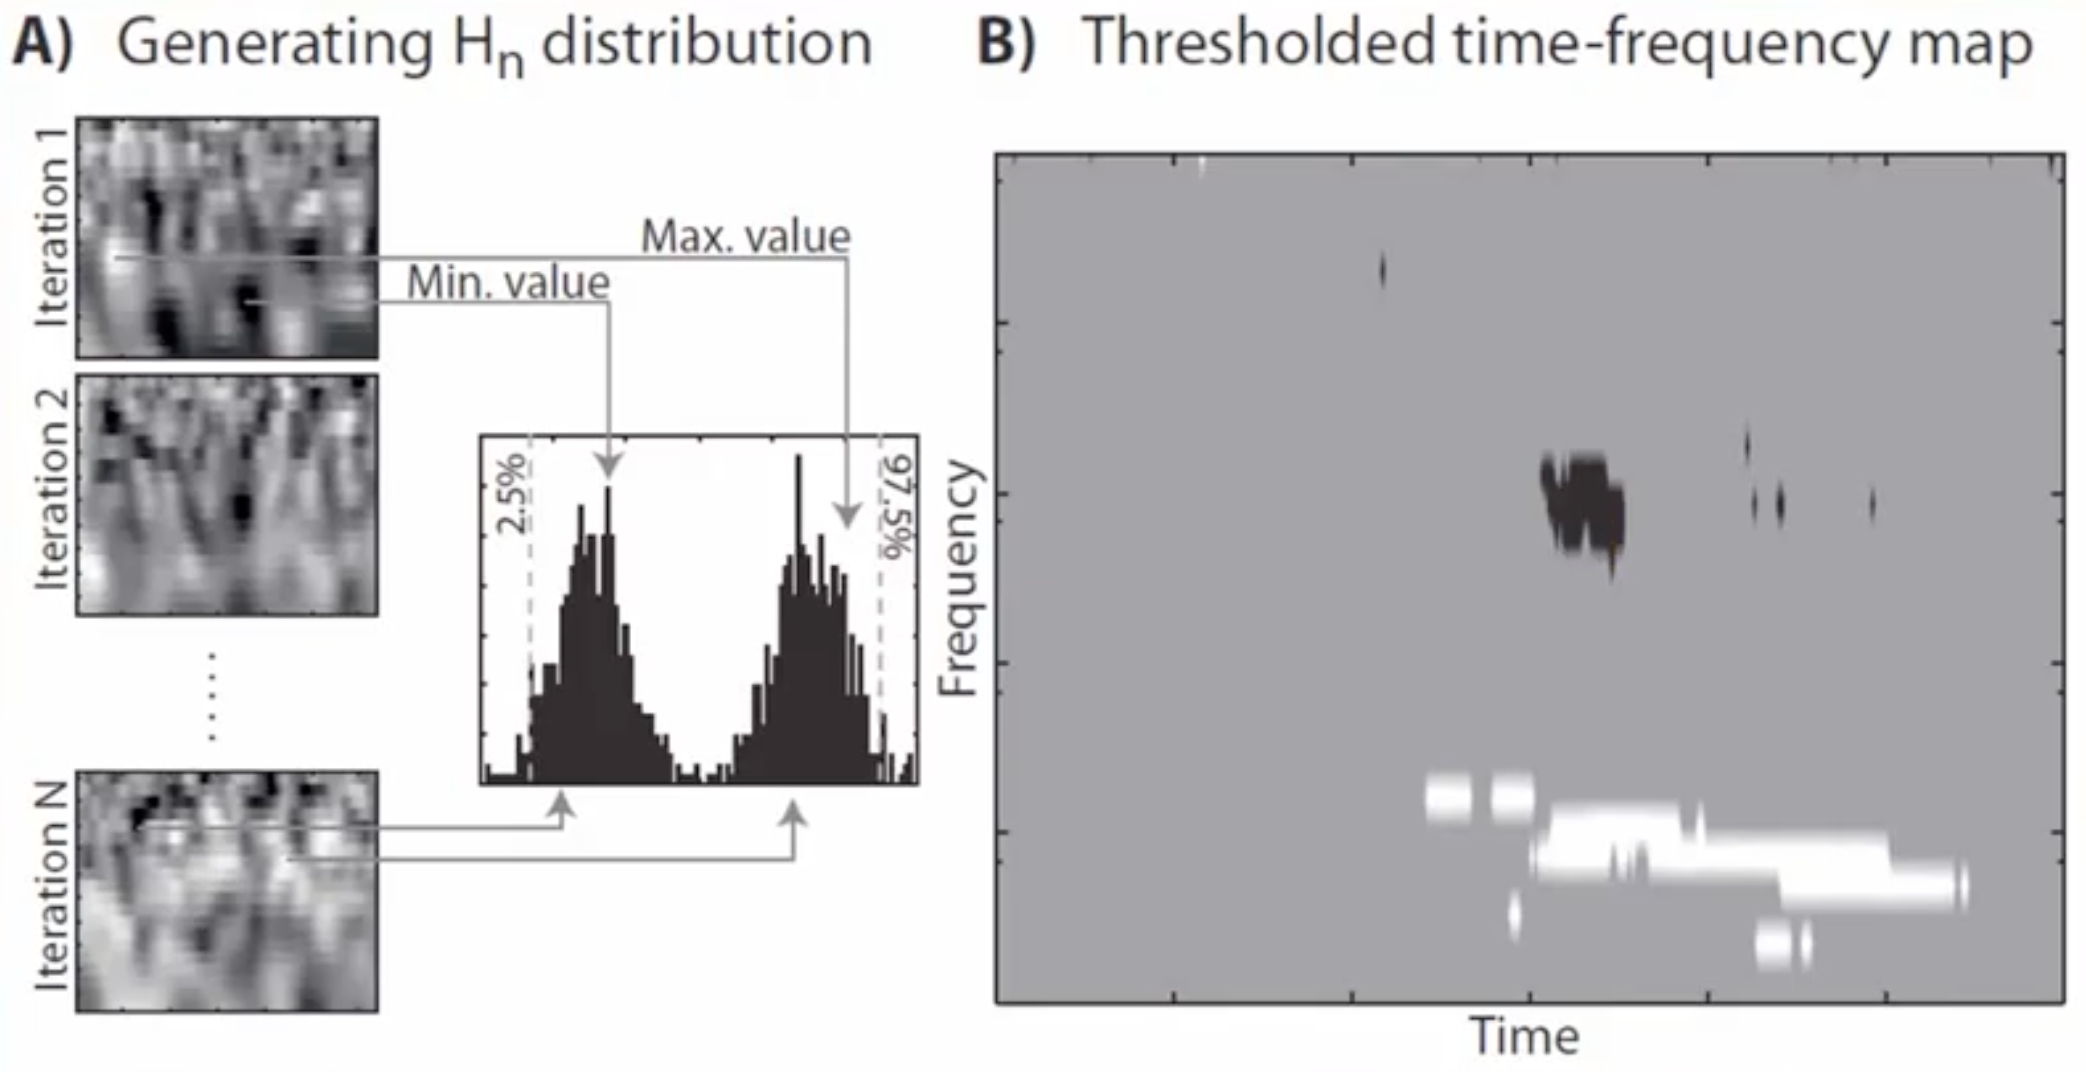 A) Generating Hn distribution
Iteration 1
Max. value
Min. value
Iteration 2
2.5%
97.5%
Iteration N
B) Thresholded time-frequency map
Frequency
Time